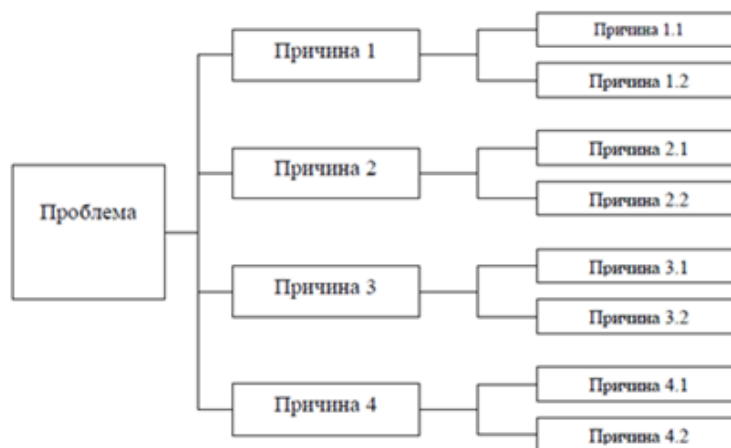 Проблема
Причина 1
Причина 1.1
Причина 1.2
Причина 2
Причина 2.1
Причина 2.2
Причина 3
Причина 3.1
Причина 3.2
Причина 4
Причина 4.1
Причина 4.2